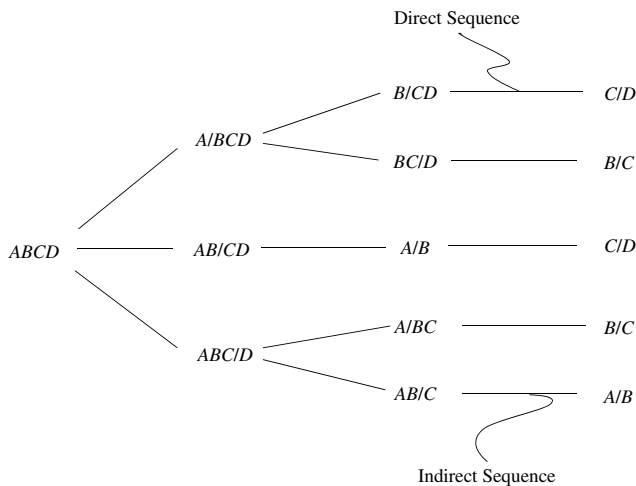 Direct Sequence
B/CD C/D
A/BCD
BC/D B/C
ABCD AB/CD A/B C/D
A/BC B/C
ABC/D
AB/C A/B
Indirect Sequence